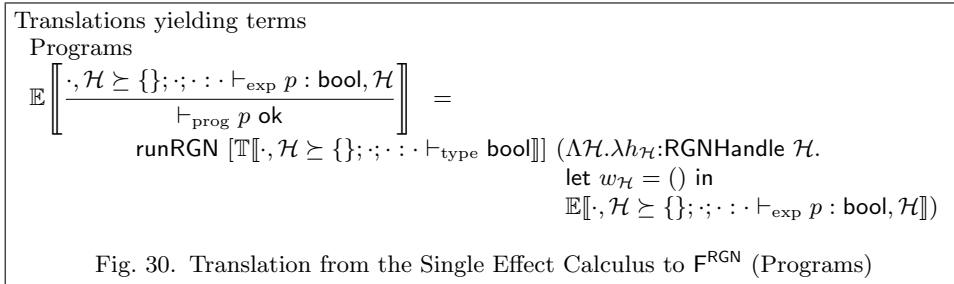 Translations yielding terms
Programs
𝔼⟦ ·, ℋ ⪰ {}; ·; · : · ⊢exp p : bool, ℋ
⊢prog p ok ⟧ =
runRGN [𝕋⟦·, ℋ ⪰ {}; ·; · : · ⊢type bool⟧] (Λℋ.λhℋ:RGNHandle ℋ.
let wℋ = () in
𝔼⟦·, ℋ ⪰ {}; ·; · : · ⊢exp p : bool, ℋ⟧)
Fig. 30. Translation from the Single Effect Calculus to F^RGN (Programs)